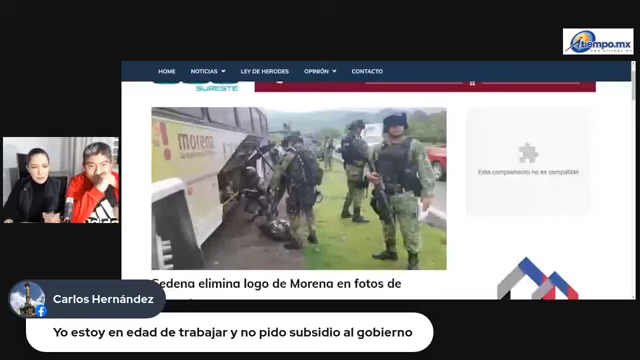 atiempo.mx
HOME NOTICIAS LEY DE HERODES OPINIÓN CONTACTO
SURESTE
morena
Este complemento no es compatible
Sedena elimina logo de Morena en fotos de
Carlos Hernández
Yo estoy en edad de trabajar y no pido subsidio al gobierno